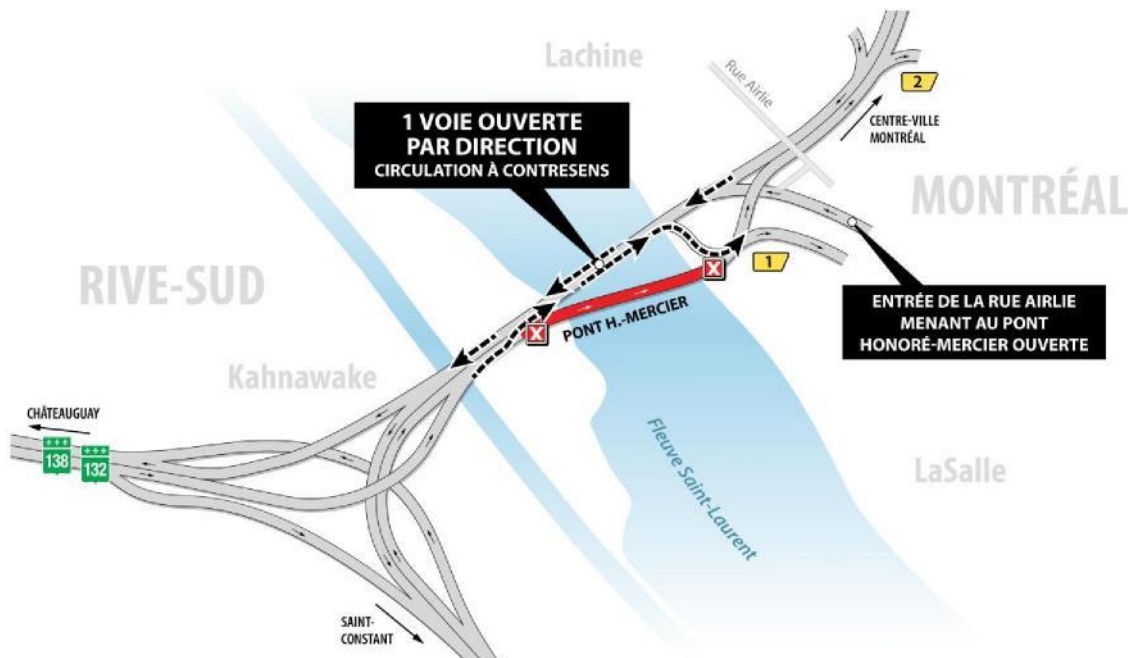 Lachine
Rue Airlie
2
CENTRE-VILLE
MONTRÉAL
1 VOIE OUVERTE
PAR DIRECTION
CIRCULATION À CONTRESENS
MONTRÉAL
RIVE-SUD
1
X
X
PONT H.-MERCIER
ENTRÉE DE LA RUE AIRLIE
MENANT AU PONT
HONORÉ-MERCIER OUVERTE
Kahnawake
CHÂTEAUGUAY
138
132
Fleuve Saint-Laurent
LaSalle
SAINT-
CONSTANT